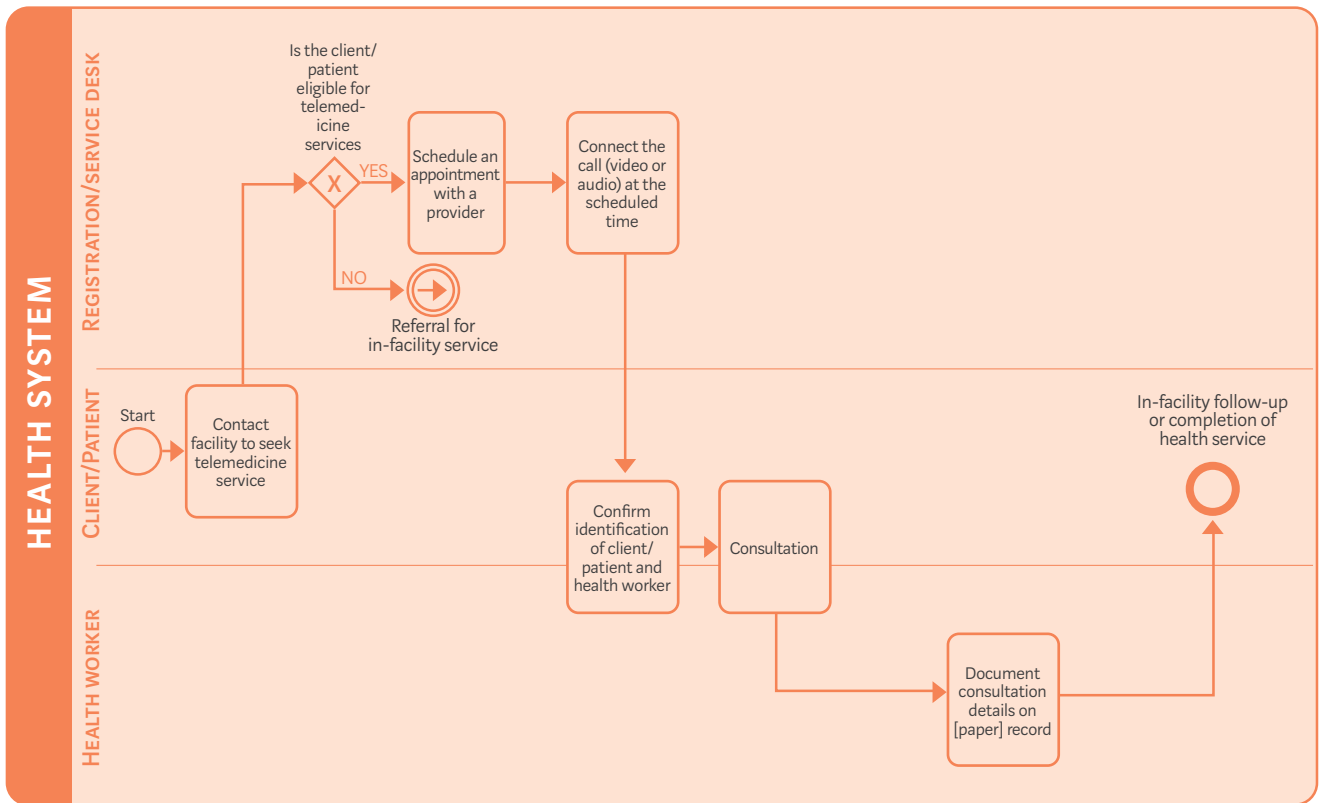 HEALTH SYSTEM
REGISTRATION/SERVICE DESK
Is the client/
patient
eligible for
telemed-
icine
services
X
YES
NO
Schedule an
appointment
with a
provider
Connect the
call (video or
audio) at the
scheduled
time
Referral for
in-facility service
CLIENT/PATIENT
Start
Contact
facility to seek
telemedicine
service
In-facility follow-up
or completion of
health service
Confirm
identification
of client/
patient and
health worker
Consultation
HEALTH WORKER
Document
consultation
details on
[paper] record